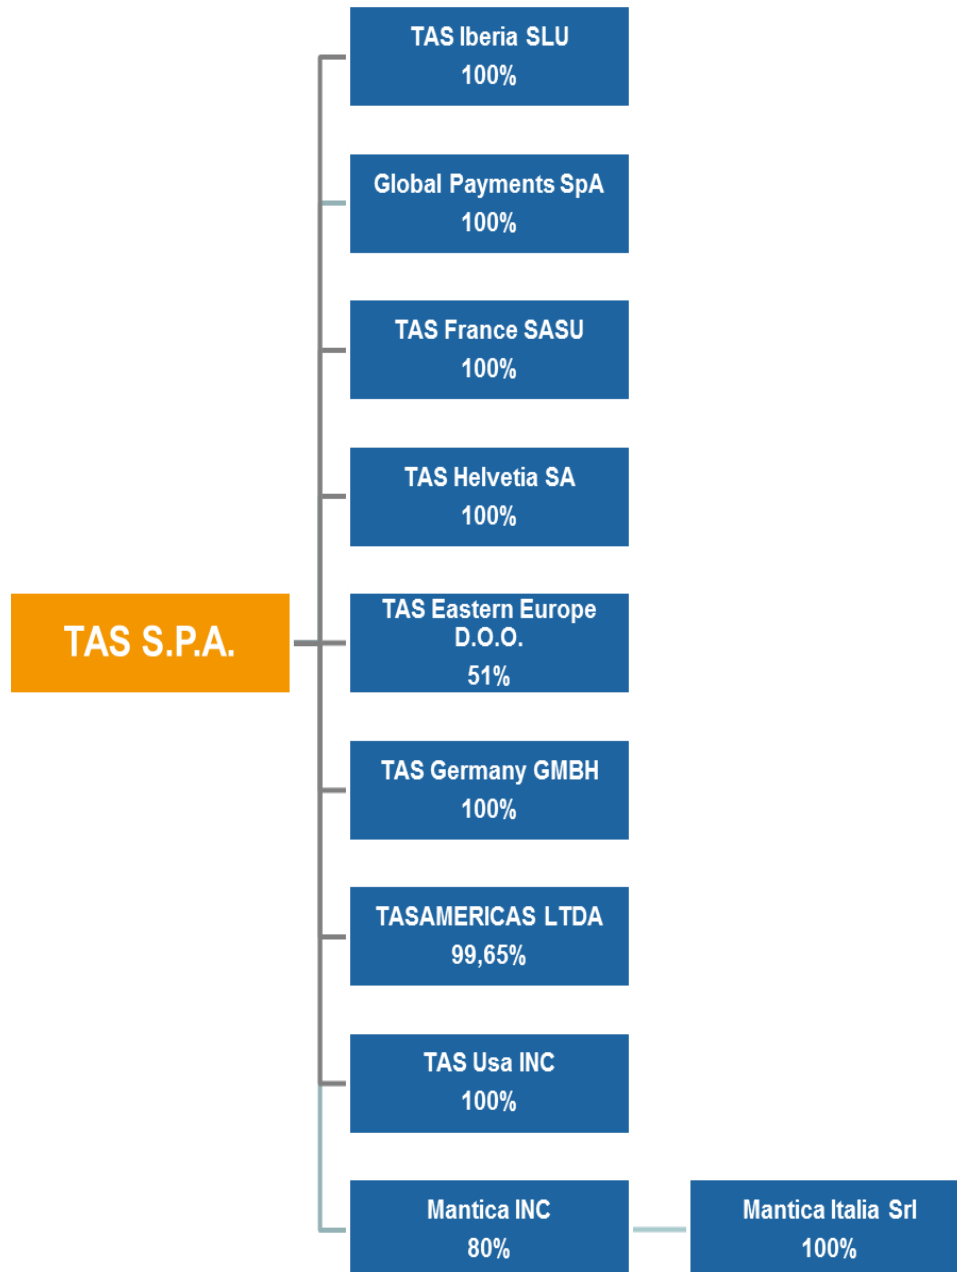 TAS Iberia SLU
100%
Global Payments SpA
100%
TAS France SASU
100%
TAS Helvetia SA
100%
TAS S.P.A.
TAS Eastern Europe
D.O.O.
51%
TAS Germany GMBH
100%
TASAMERICAS LTDA
99,65%
TAS Usa INC
100%
Mantica INC
80%
Mantica Italia Srl
100%